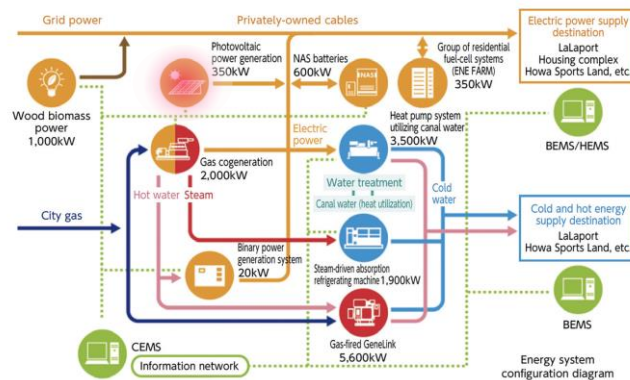 Grid power
Privately-owned cables
Electric power supply
destination
LaLaport
Housing complex
Howa Sports Land, etc.
Photovoltaic
power generation
350kW
NAS batteries
600kW
NAS
Group of residential
fuel-cell systems
(ENE FARM)
350kW
Wood biomass
power
1,000kW
Electric
power
Heat pump system
utilizing canal water
3,500kW
BEMS/HEMS
Gas cogeneration
2,000kW
Hot water
Steam
Water treatment
Canal water (heat utilization)
Cold
water
City gas
Cold and hot energy
supply destination
LaLaport
Howa Sports Land, etc.
Binary power
generation system
20kW
Steam-driven absorption
refrigerating machine 1,900kW
BEMS
Gas-fired GeneLink
5,600kW
CEMS
Information network
Energy system
configuration diagram